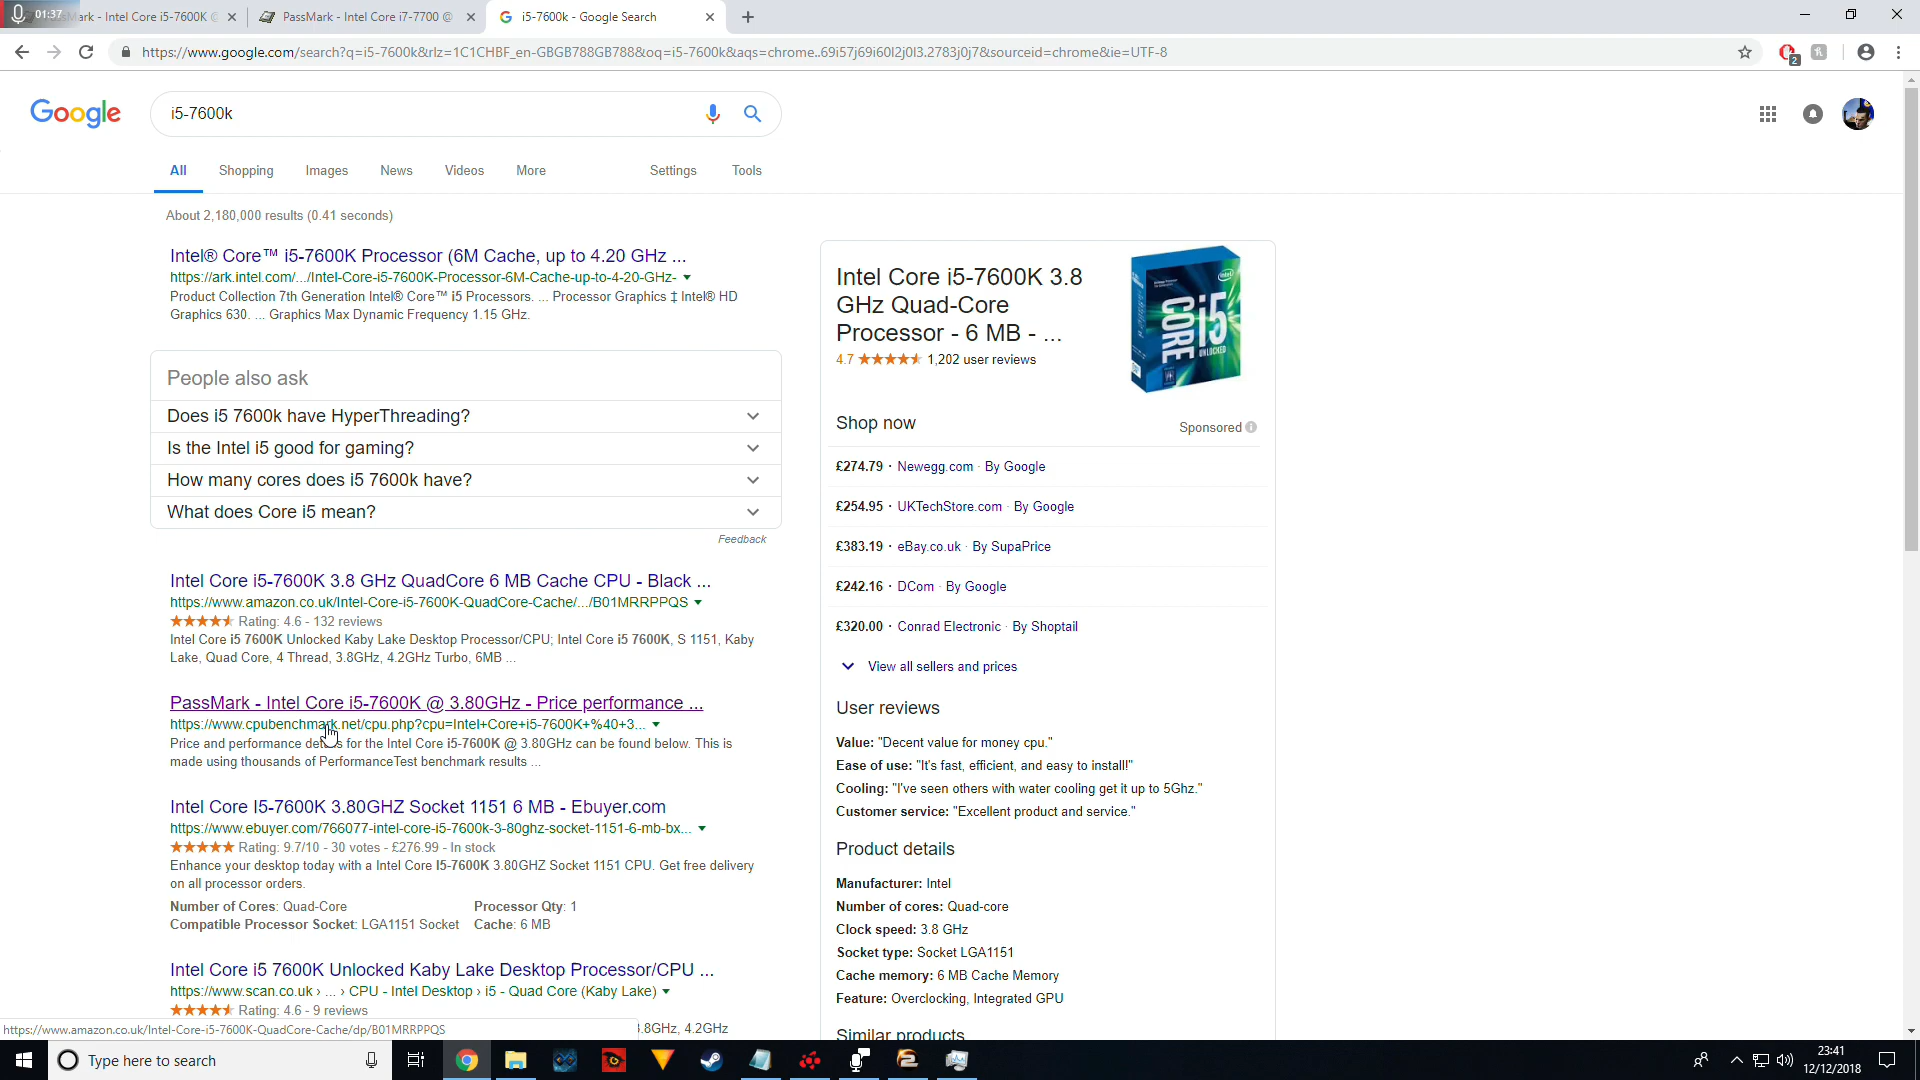 01:37
ark - Intel Core i5-7600K
PassMark - Intel Core i7-7700 @
i5-7600k - Google Search
https://www.google.com/search?q=i5-7600k&rlz=1C1CHBF_en-GBGB788GB788&oq=i5-7600k&aqs=chrome..69i57j69i60l2j0l3.2783j0j7&sourceid=chrome&ie=UTF-8
2
Google
i5-7600k
All
Shopping
Images
News
Videos
More
Settings
Tools
About 2,180,000 results (0.41 seconds)
Intel® Core™ i5-7600K Processor (6M Cache, up to 4.20 GHz ...
https://ark.intel.com/.../Intel-Core-i5-7600K-Processor-6M-Cache-up-to-4-20-GHz-
Product Collection 7th Generation Intel® Core™ i5 Processors. ... Processor Graphics ‡ Intel® HD
Graphics 630. ... Graphics Max Dynamic Frequency 1.15 GHz.
People also ask
Does i5 7600k have HyperThreading?
Is the Intel i5 good for gaming?
How many cores does i5 7600k have?
What does Core i5 mean?
Feedback
Intel Core i5-7600K 3.8 GHz QuadCore 6 MB Cache CPU - Black ...
https://www.amazon.co.uk/Intel-Core-i5-7600K-QuadCore-Cache/.../B01MRRPPQS
Rating: 4.6 - 132 reviews
Intel Core i5 7600K Unlocked Kaby Lake Desktop Processor/CPU; Intel Core i5 7600K, S 1151, Kaby
Lake, Quad Core, 4 Thread, 3.8GHz, 4.2GHz Turbo, 6MB ...
PassMark - Intel Core i5-7600K @ 3.80GHz - Price performance ...
https://www.cpubenchmark.net/cpu.php?cpu=Intel+Core+i5-7600K+%40+3...
Price and performance details for the Intel Core i5-7600K @ 3.80GHz can be found below. This is
made using thousands of PerformanceTest benchmark results ...
Intel Core I5-7600K 3.80GHZ Socket 1151 6 MB - Ebuyer.com
https://www.ebuyer.com/766077-intel-core-i5-7600k-3-80ghz-socket-1151-6-mb-bx...
Rating: 9.7/10 - 30 votes - £276.99 - In stock
Enhance your desktop today with a Intel Core I5-7600K 3.80GHZ Socket 1151 CPU. Get free delivery
on all processor orders.
Number of Cores: Quad-Core Processor Qty: 1
Compatible Processor Socket: LGA1151 Socket Cache: 6 MB
Intel Core i5 7600K Unlocked Kaby Lake Desktop Processor/CPU ...
https://www.scan.co.uk › ... › CPU - Intel Desktop › i5 - Quad Core (Kaby Lake)
Rating: 4.6 - 9 reviews
3.8GHz, 4.2GHz
https://www.amazon.co.uk/Intel-Core-i5-7600K-QuadCore-Cache/dp/B01MRRPPQS
Intel Core i5-7600K 3.8
GHz Quad-Core
Processor - 6 MB - ...
4.7 1,202 user reviews
intel
CORE i5
UNLOCKED
Shop now
Sponsored
£274.79 · Newegg.com · By Google
£254.95 · UKTechStore.com · By Google
£383.19 · eBay.co.uk · By SupaPrice
£242.16 · DCom · By Google
£320.00 · Conrad Electronic · By Shoptail
View all sellers and prices
User reviews
Value: "Decent value for money cpu."
Ease of use: "It's fast, efficient, and easy to install!"
Cooling: "I've seen others with water cooling get it up to 5Ghz."
Customer service: "Excellent product and service."
Product details
Manufacturer: Intel
Number of cores: Quad-core
Clock speed: 3.8 GHz
Socket type: Socket LGA1151
Cache memory: 6 MB Cache Memory
Feature: Overclocking, Integrated GPU
Similar products
Type here to search
23:41
12/12/2018